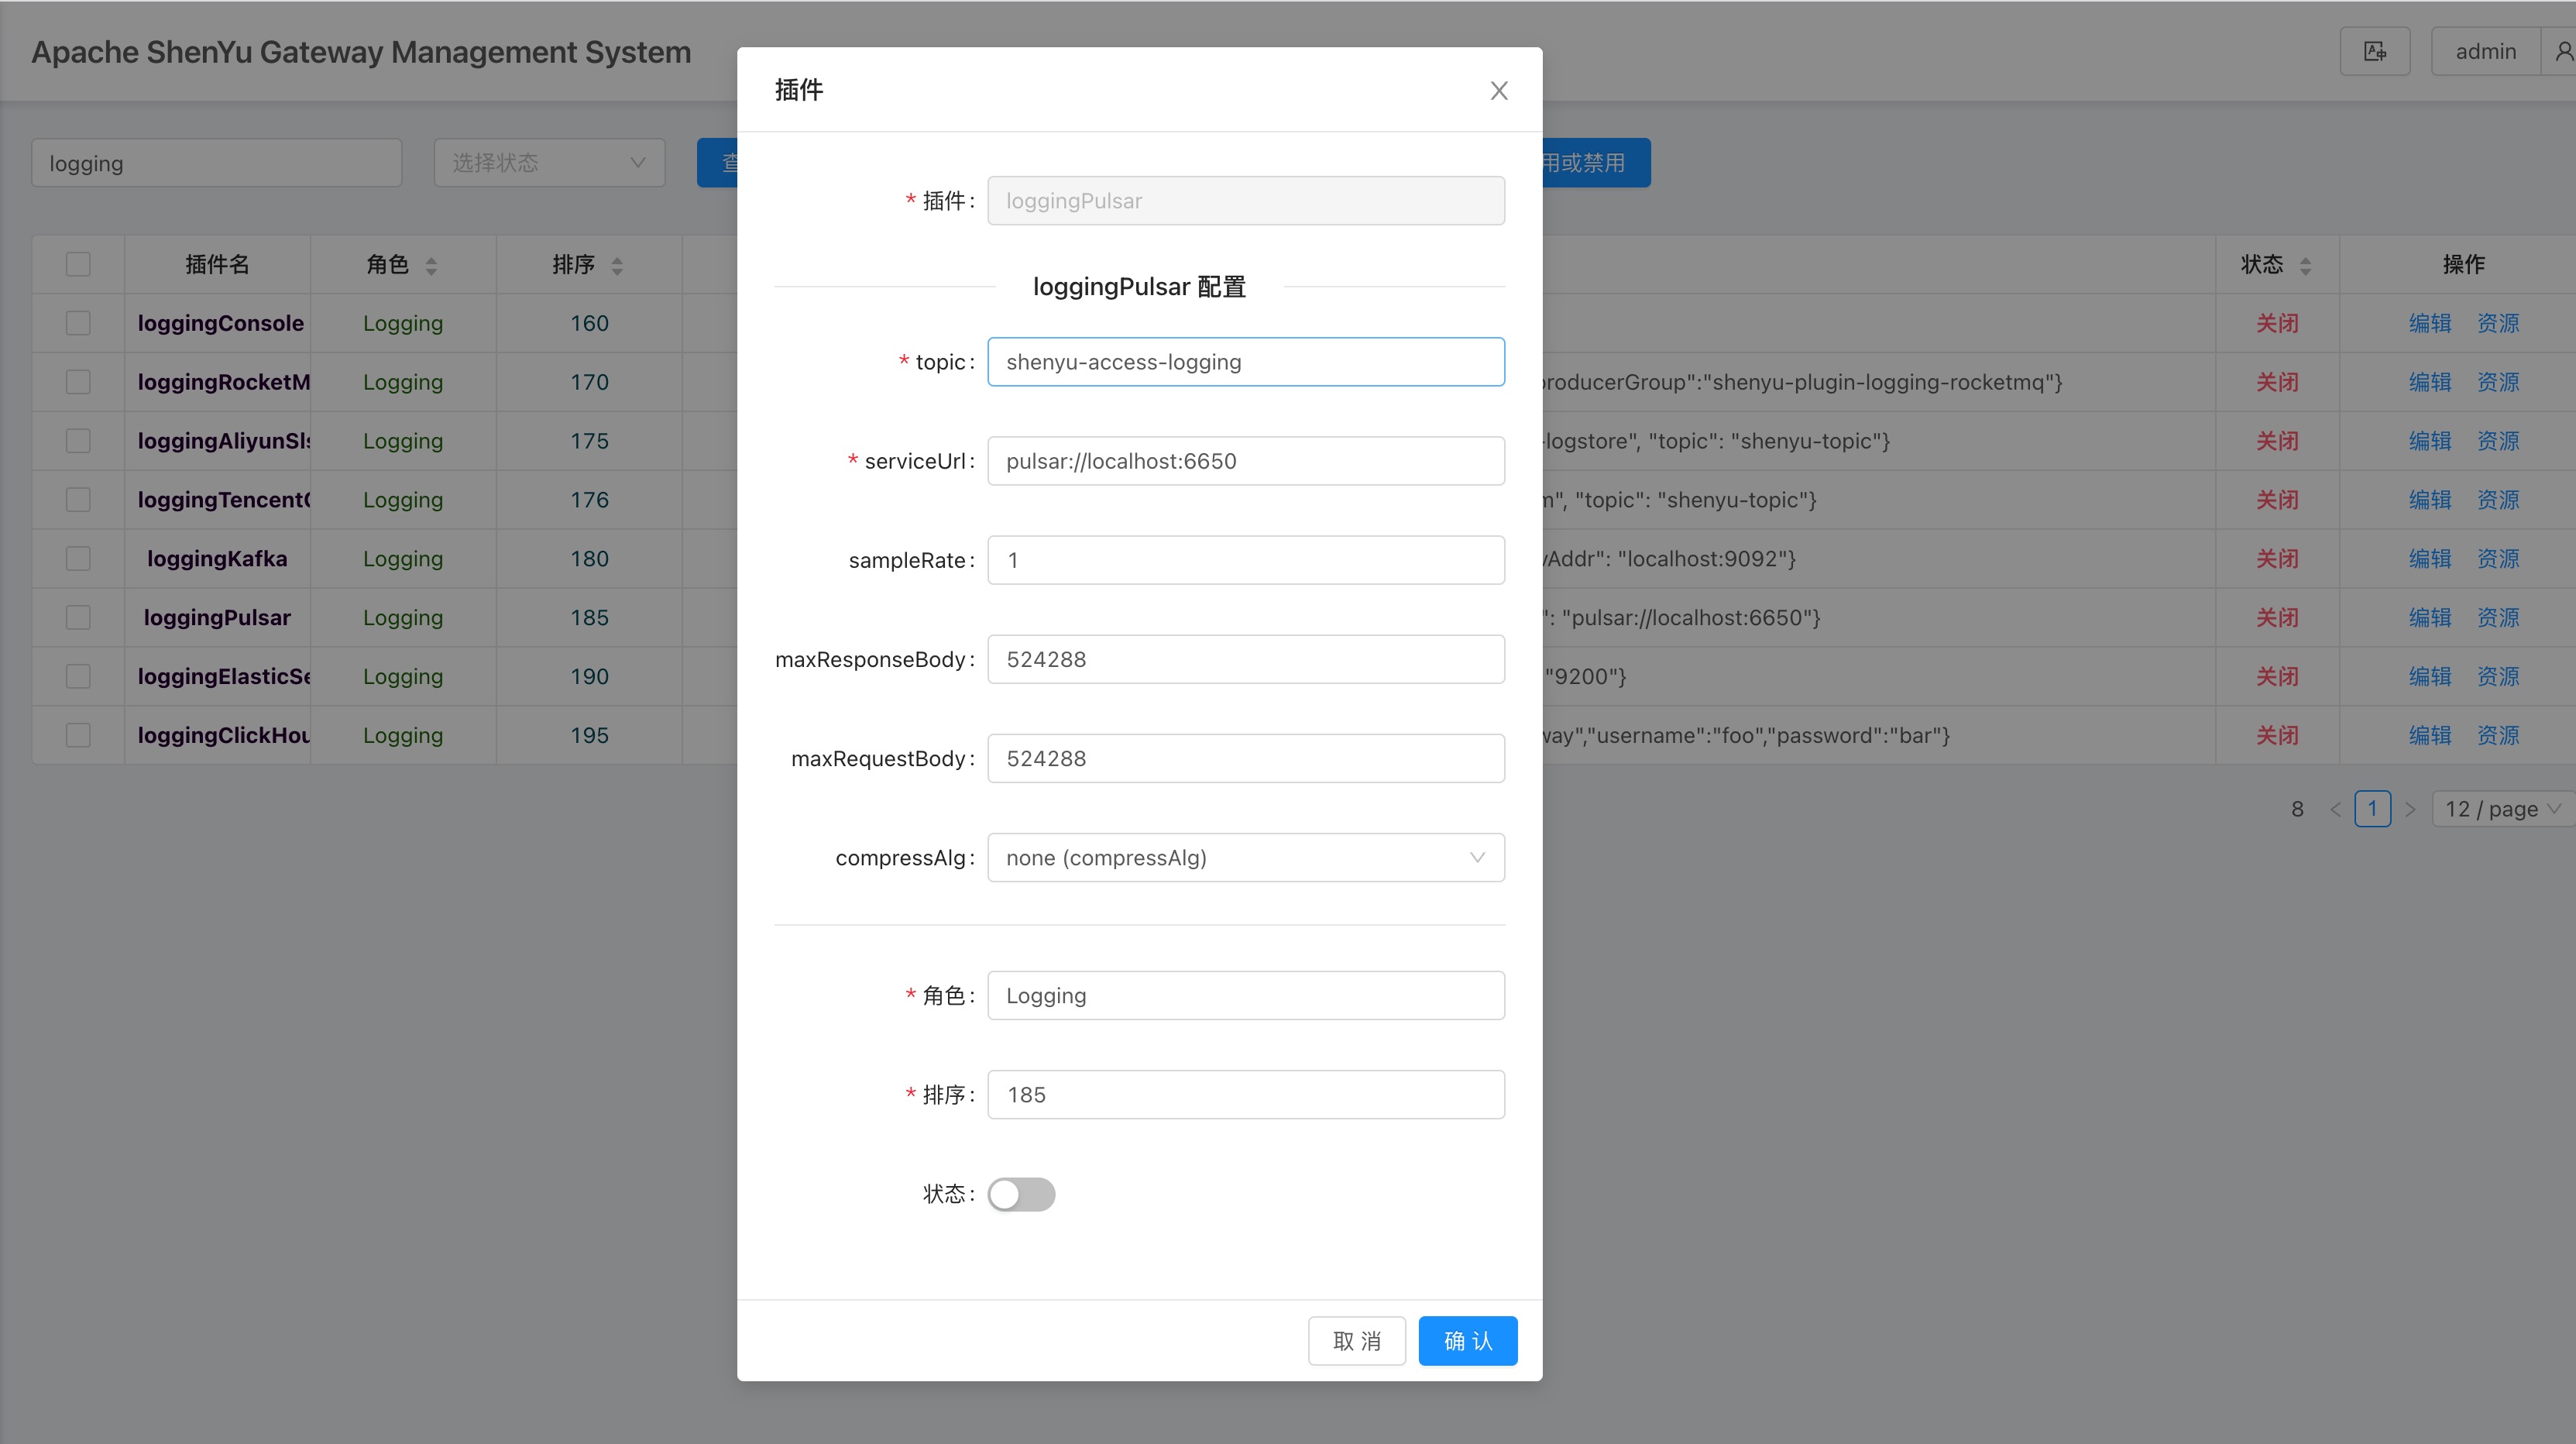 Apache ShenYu Gateway Management System
admin
logging
选择状态
查
用或禁用
插件名 角色 排序 状态 操作
loggingConsole Logging 160 关闭 编辑 资源
loggingRocketM Logging 170 producerGroup":"shenyu-plugin-logging-rocketmq"} 关闭 编辑 资源
loggingAliyunSls Logging 175 -logstore", "topic": "shenyu-topic"} 关闭 编辑 资源
loggingTencentC Logging 176 m", "topic": "shenyu-topic"} 关闭 编辑 资源
loggingKafka Logging 180 vAddr": "localhost:9092"} 关闭 编辑 资源
loggingPulsar Logging 185 ": "pulsar://localhost:6650"} 关闭 编辑 资源
loggingElasticSe Logging 190 "9200"} 关闭 编辑 资源
loggingClickHou Logging 195 way","username":"foo","password":"bar"} 关闭 编辑 资源
8 < 1 > 12 / page
插件
* 插件: loggingPulsar
loggingPulsar 配置
* topic: shenyu-access-logging
* serviceUrl: pulsar://localhost:6650
sampleRate: 1
maxResponseBody: 524288
maxRequestBody: 524288
compressAlg: none (compressAlg)
* 角色: Logging
* 排序: 185
状态:
取 消 确 认